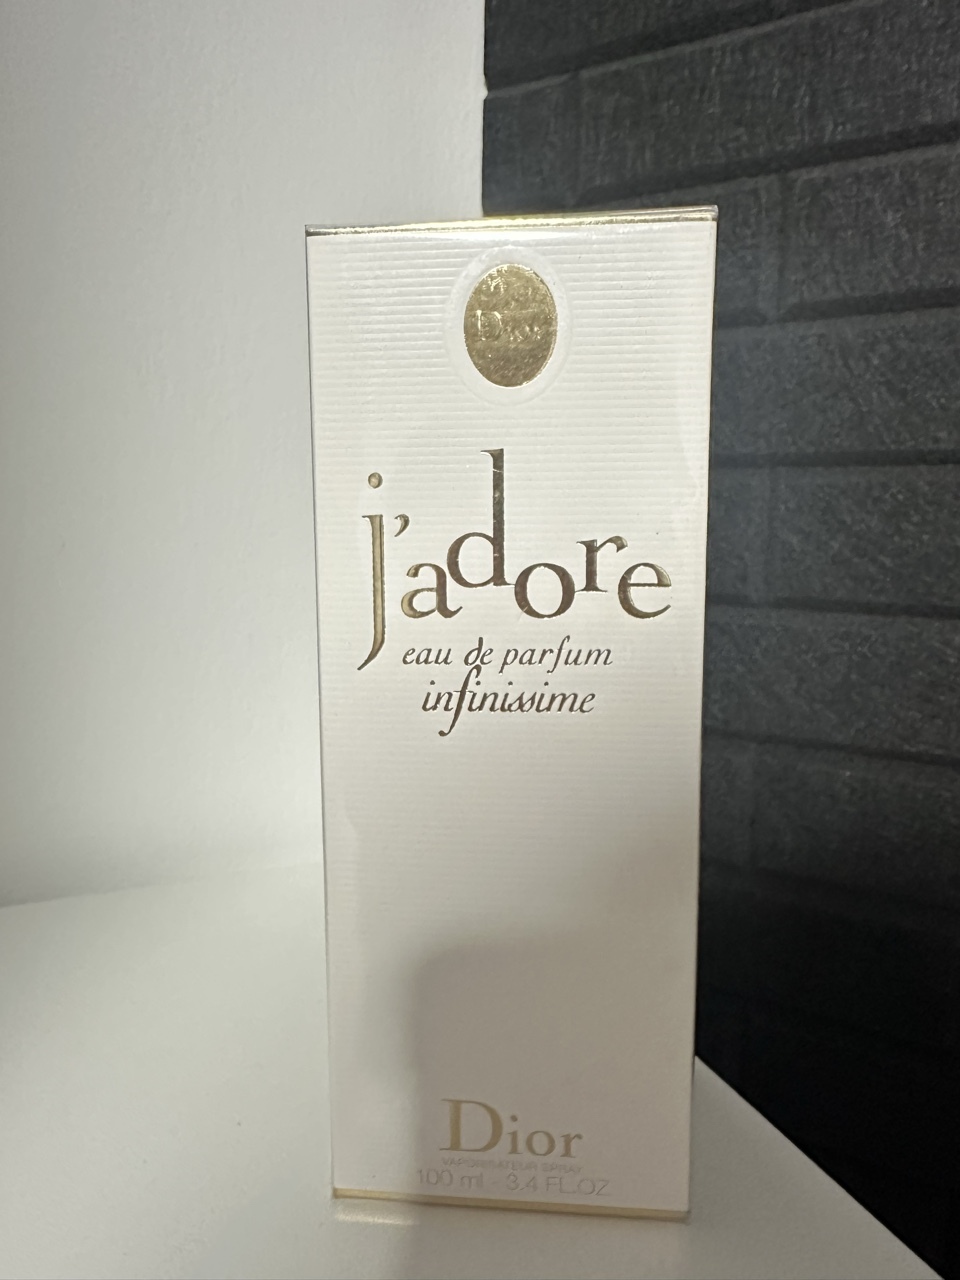 Dior
j'adore
eau de parfum
infinissime
Dior
VAPORISATEUR SPRAY
100 ml - 3.4 FL.OZ